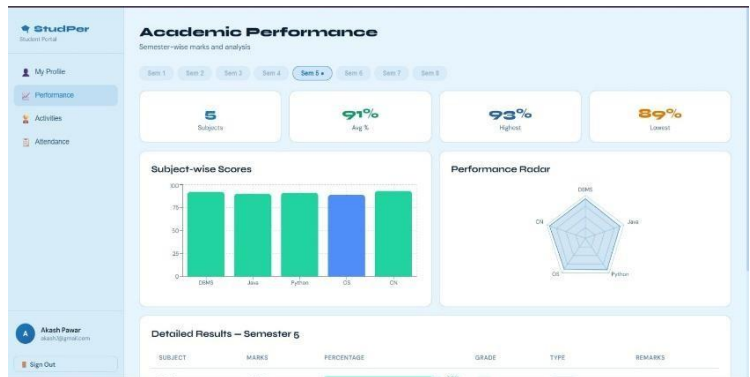 StudPer
Student Portal
My Profile
Performance
Activities
Attendance
Akash Pawar
akash7@gmail.com
Sign Out
Academic Performance
Semester-wise marks and analysis
Sem 1 Sem 2 Sem 3 Sem 4 Sem 5 • Sem 6 Sem 7 Sem 8
5
Subjects
91%
Avg %
93%
Highest
89%
Lowest
Subject-wise Scores
100
75
50
25
0
DBMS Java Python OS CN
Performance Radar
DBMS
CN Java
OS Python
Detailed Results – Semester 5
SUBJECT MARKS PERCENTAGE GRADE TYPE REMARKS